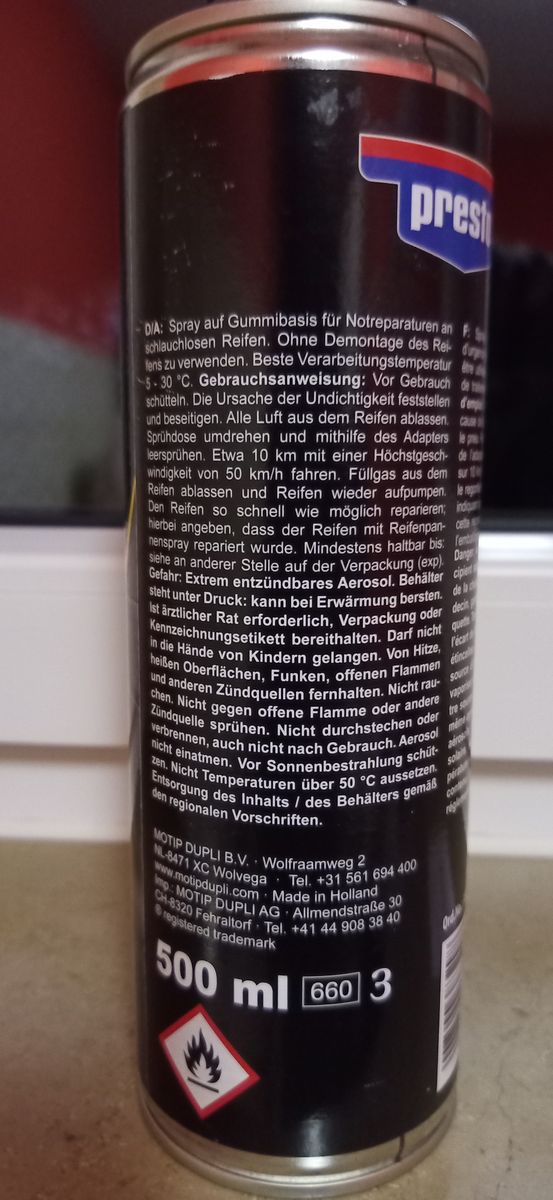 presto
D/A: Spray auf Gummibasis für Notreparaturen an
schlauchlosen Reifen. Ohne Demontage des Rei-
fens zu verwenden. Beste Verarbeitungstemperatur
5 - 30 °C. Gebrauchsanweisung: Vor Gebrauch
schütteln. Die Ursache der Undichtigkeit feststellen
und beseitigen. Alle Luft aus dem Reifen ablassen.
Sprühdose umdrehen und mithilfe des Adapters
leersprühen. Etwa 10 km mit einer Höchstgesch-
windigkeit von 50 km/h fahren. Füllgas aus dem
Reifen ablassen und Reifen wieder aufpumpen.
Den Reifen so schnell wie möglich reparieren;
hierbei angeben, dass der Reifen mit Reifenpan-
nenspray repariert wurde. Mindestens haltbar bis:
siehe an anderer Stelle auf der Verpackung (exp).
Gefahr: Extrem entzündbares Aerosol. Behälter
steht unter Druck: kann bei Erwärmung bersten.
Ist ärztlicher Rat erforderlich, Verpackung oder
Kennzeichnungsetikett bereithalten. Darf nicht
in die Hände von Kindern gelangen. Von Hitze,
heißen Oberflächen, Funken, offenen Flammen
und anderen Zündquellen fernhalten. Nicht rau-
chen. Nicht gegen offene Flamme oder andere
Zündquelle sprühen. Nicht durchstechen oder
verbrennen, auch nicht nach Gebrauch. Aerosol
nicht einatmen. Vor Sonnenbestrahlung schüt-
zen. Nicht Temperaturen über 50 °C aussetzen.
Entsorgung des Inhalts / des Behälters gemäß
den regionalen Vorschriften.
MOTIP DUPLI B.V. · Wolfraamweg 2
NL-8471 XC Wolvega · Tel. +31 561 694 400
www.motipdupli.com · Made in Holland
Imp.: MOTIP DUPLI AG · Allmendstraße 30
CH-8320 Fehraltorf · Tel. +41 44 908 38 40
® registered trademark
500 ml 660 3
F: